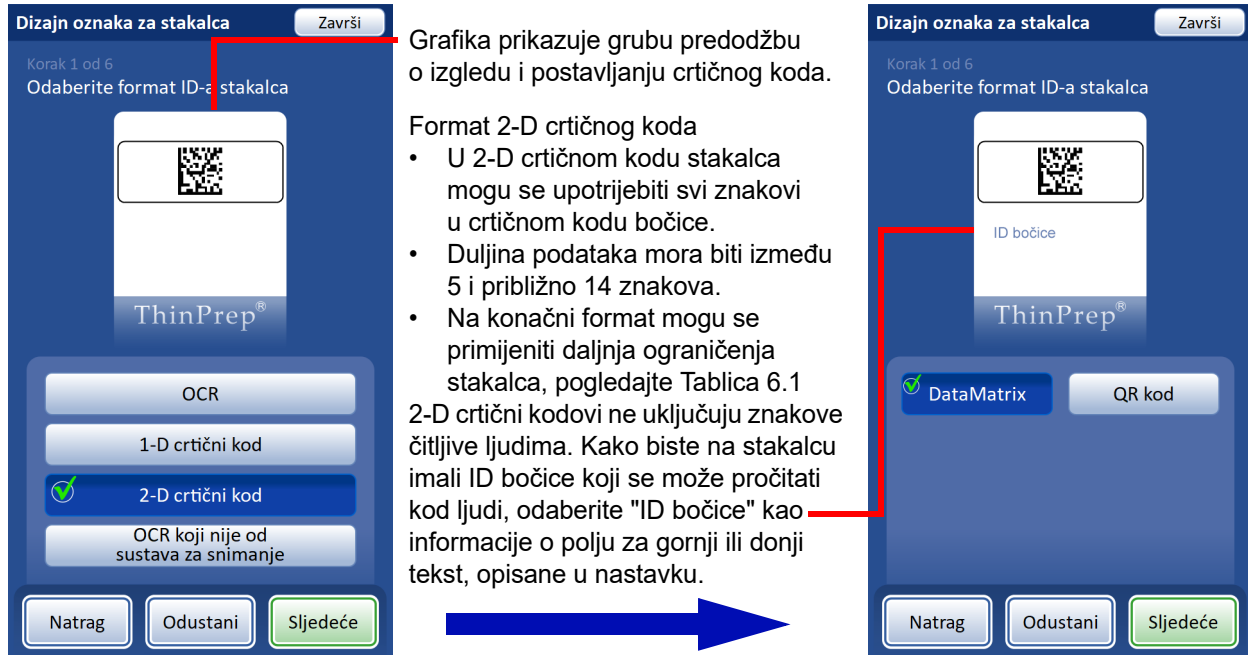 Dizajn oznaka za stakalca
Završi
Korak 1 od 6
Odaberite format ID-a stakalca
ThinPrep®
OCR
1-D crtični kod
2-D crtični kod
OCR koji nije od
sustava za snimanje
Natrag
Odustani
Sljedeće
Grafika prikazuje grubu predodžbu
o izgledu i postavljanju crtičnog koda.
Format 2-D crtičnog koda
• U 2-D crtičnom kodu stakalca
mogu se upotrijebiti svi znakovi
u crtičnom kodu bočice.
• Duljina podataka mora biti između
5 i približno 14 znakova.
• Na konačni format mogu se
primijeniti daljnja ograničenja
stakalca, pogledajte Tablica 6.1
2-D crtični kodovi ne uključuju znakove
čitljive ljudima. Kako biste na stakalcu
imali ID bočice koji se može pročitati
kod ljudi, odaberite "ID bočice" kao
informacije o polju za gornji ili donji
tekst, opisane u nastavku.
Dizajn oznaka za stakalca
Završi
Korak 1 od 6
Odaberite format ID-a stakalca
ID bočice
ThinPrep®
DataMatrix
QR kod
Natrag
Odustani
Sljedeće